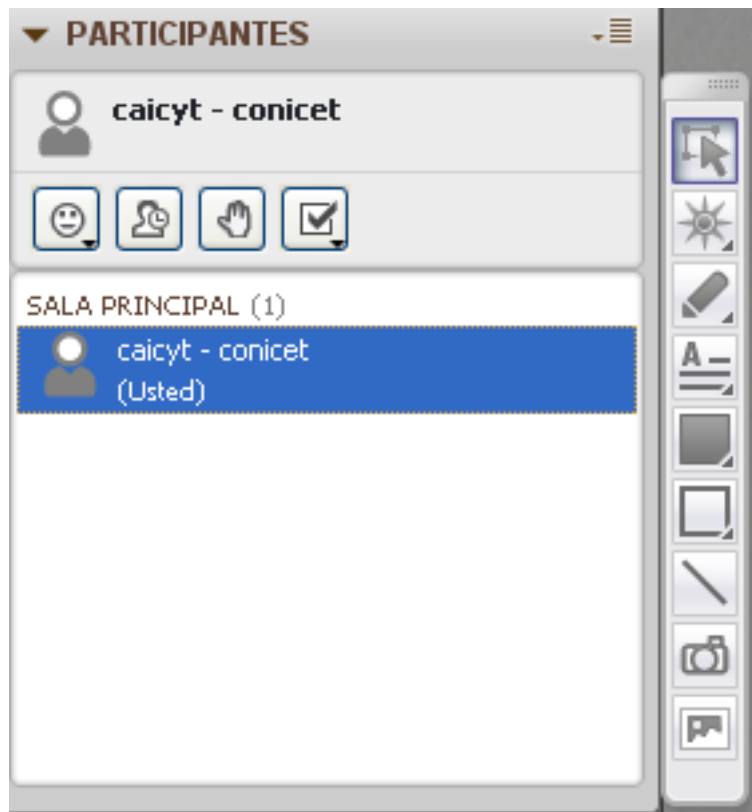 PARTICIPANTES
caicyt - conicet
SALA PRINCIPAL (1)
caicyt - conicet
(Usted)